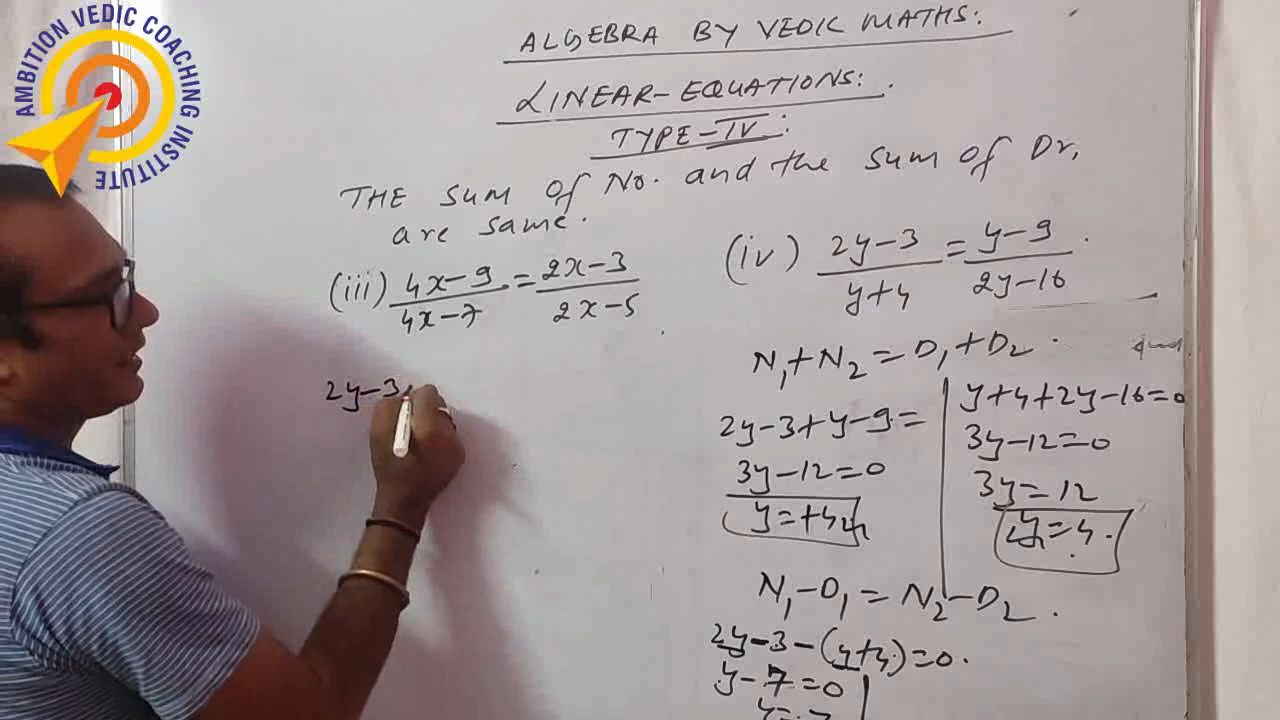 AMBITION VEDIC COACHING INSTITUTE
ALGEBRA BY VEDIC MATHS:
LINEAR-EQUATIONS:
TYPE-IV:
THE sum of No. and the sum of Dr,
are same.
(iii) 4x-9/4x-7 = 2x-3/2x-5
(iv) 2y-3/y+4 = y-9/2y-16
N₁+N₂=D₁+D₂.
2y-3
2y-3+y-9=
3y-12=0
y=+4
y+4+2y-16=0
3y-12=0
3y=12
y=4.
N₁-D₁=N₂-D₂.
2y-3-(y+4)=0.
y-7=0